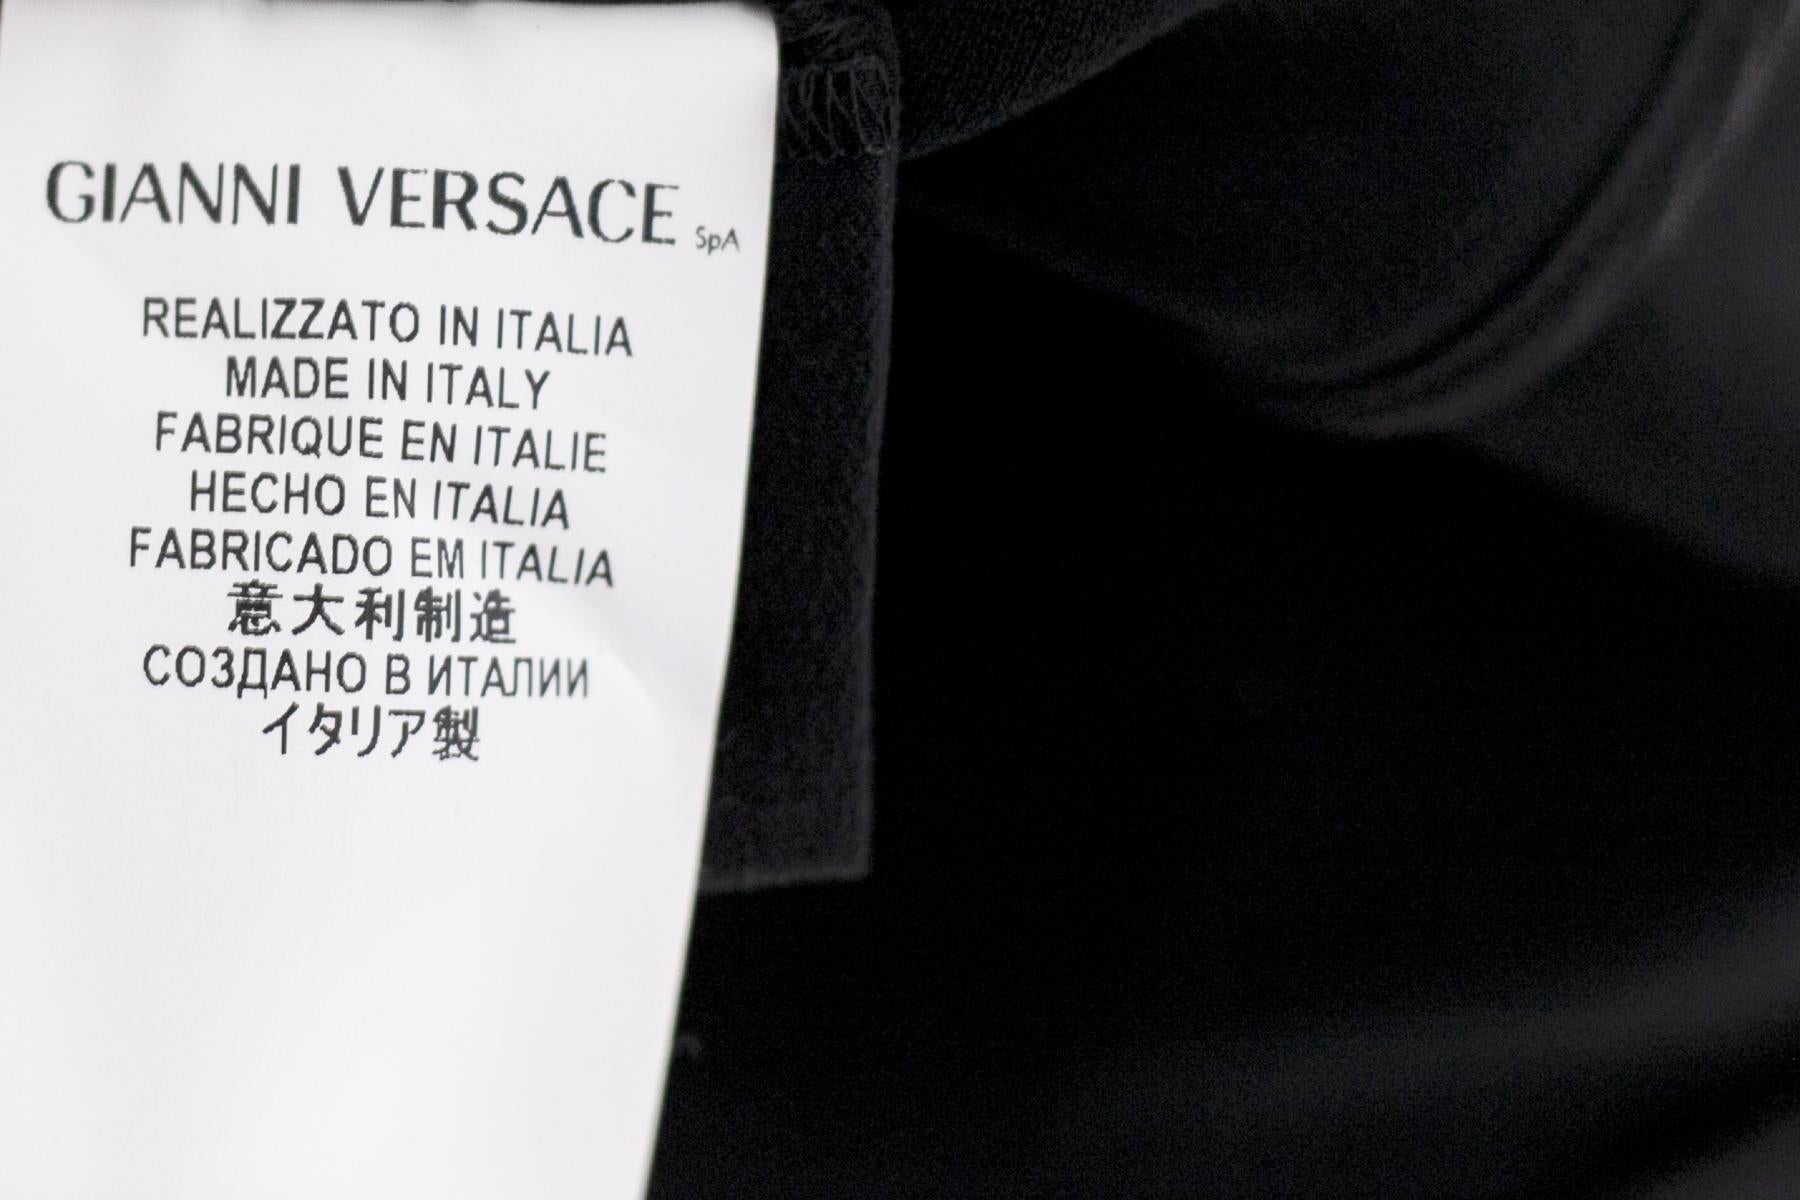 GIANNI VERSACE SpA
REALIZZATO IN ITALIA
MADE IN ITALY
FABRIQUE EN ITALIE
HECHO EN ITALIA
FABRICADO EM ITALIA
意大利制造
СОЗДАНО В ИТАЛИИ
イタリア製